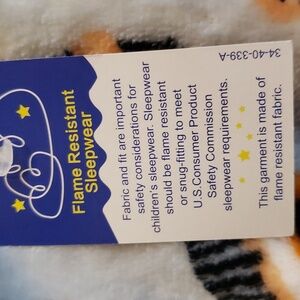 Flame Resistant
Sleepwear
Fabric and fit are important
safety considerations for
children's sleepwear. Sleepwear
should be flame resistant
or snug-fitting to meet
U.S. Consumer Product
Safety Commission
sleepwear requirements.
This garment is made of
flame resistant fabric.
34-40-339-A